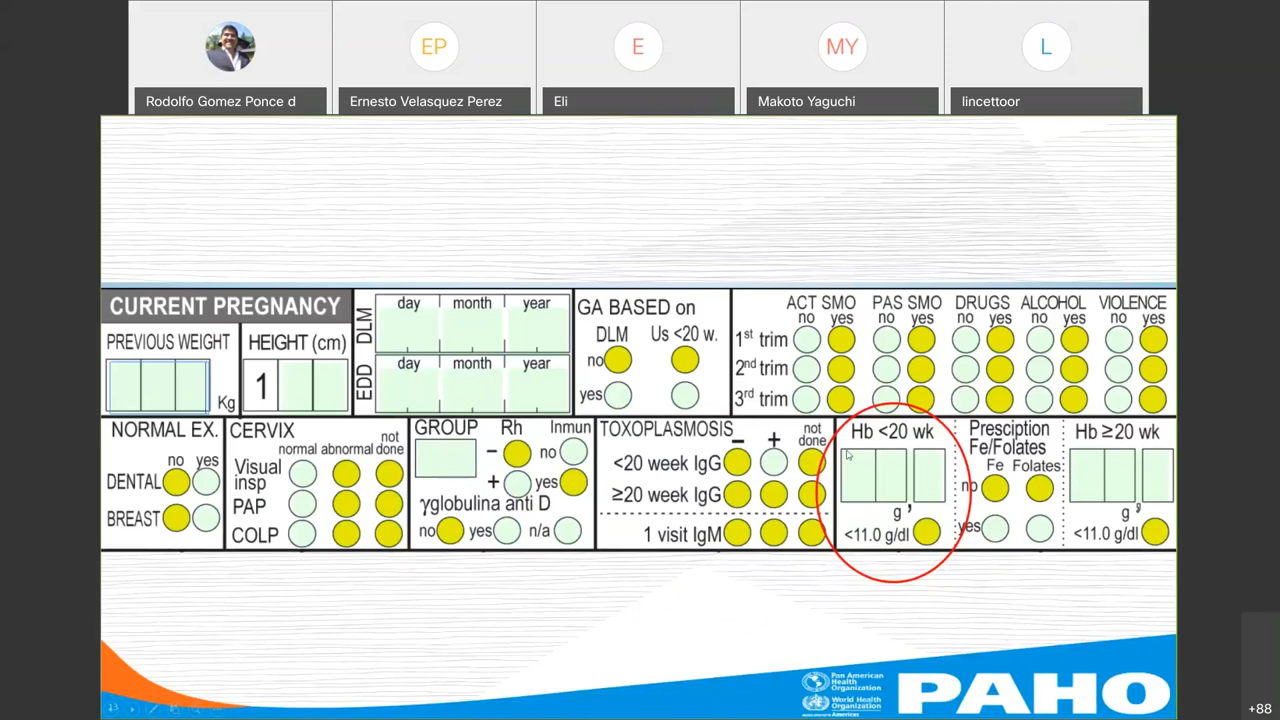 EP
E
MY
L
Rodolfo Gomez Ponce d
Ernesto Velasquez Perez
Eli
Makoto Yaguchi
lincettoor
CURRENT PREGNANCY
PREVIOUS WEIGHT
Kg
HEIGHT (cm)
1
DLM
day month year
EDD
day month year
GA BASED on
DLM Us <20 w.
no
yes
ACT SMO PAS SMO DRUGS ALCOHOL VIOLENCE
no yes no yes no yes no yes no yes
1st trim
2nd trim
3rd trim
NORMAL EX.
no yes
DENTAL
BREAST
CERVIX
normal abnormal not done
Visual insp
PAP
COLP
GROUP Rh Inmun
- no
+ yes
γglobulina anti D
no yes n/a
TOXOPLASMOSIS - + not done
<20 week IgG
≥20 week IgG
1 visit IgM
Hb <20 wk
g ,
<11.0 g/dl
Presciption
Fe/Folates
Fe Folates
no
yes
Hb ≥20 wk
g ,
<11.0 g/dl
Pan American
Health
Organization
World Health
Organization
Americas
PAHO
+88